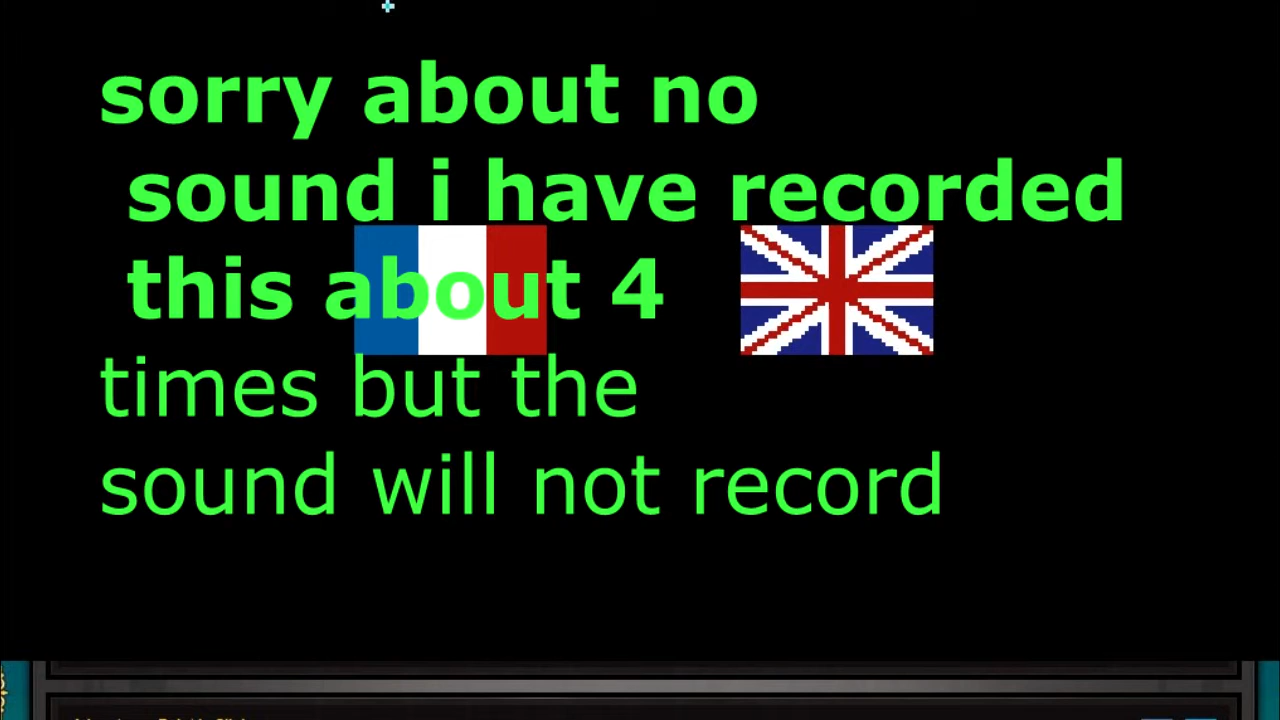 sorry about no
sound i have recorded
this about 4
times but the
sound will not record